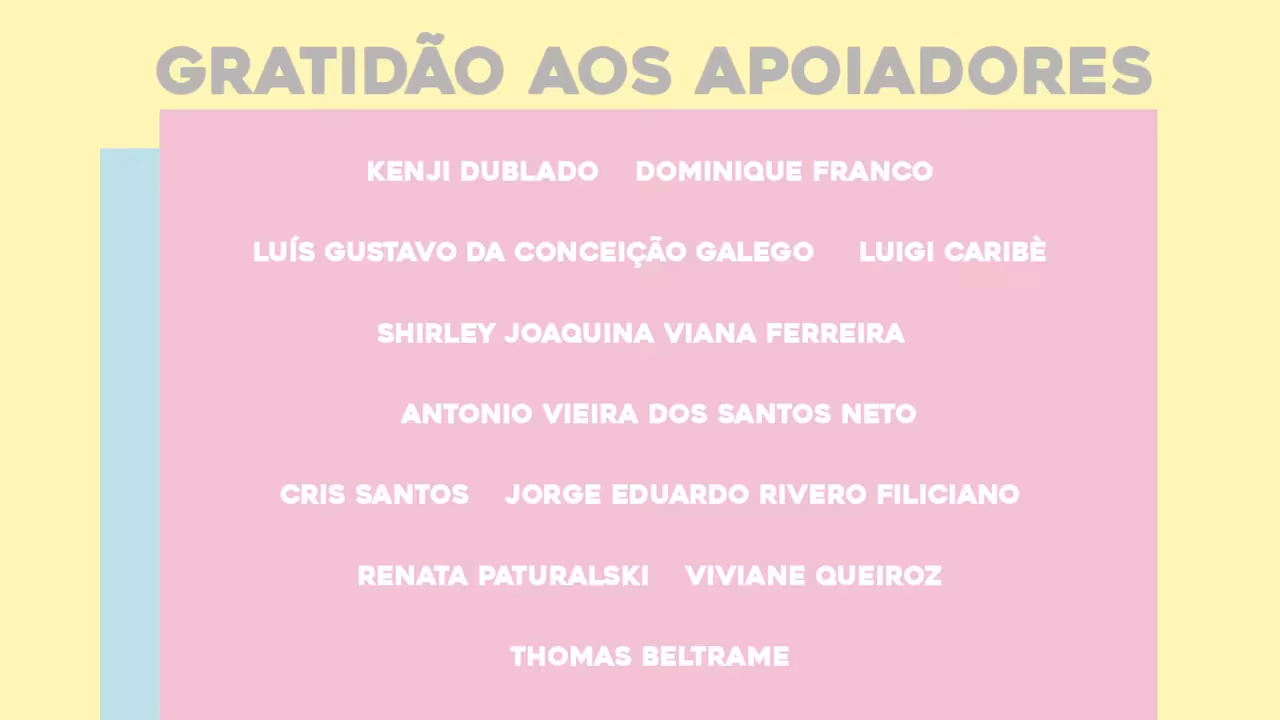 GRATIDÃO AOS APOIADORES
KENJI DUBLADO DOMINIQUE FRANCO
LUÍS GUSTAVO DA CONCEIÇÃO GALEGO LUIGI CARIBÈ
SHIRLEY JOAQUINA VIANA FERREIRA
ANTONIO VIEIRA DOS SANTOS NETO
CRIS SANTOS JORGE EDUARDO RIVERO FILICIANO
RENATA PATURALSKI VIVIANE QUEIROZ
THOMAS BELTRAME